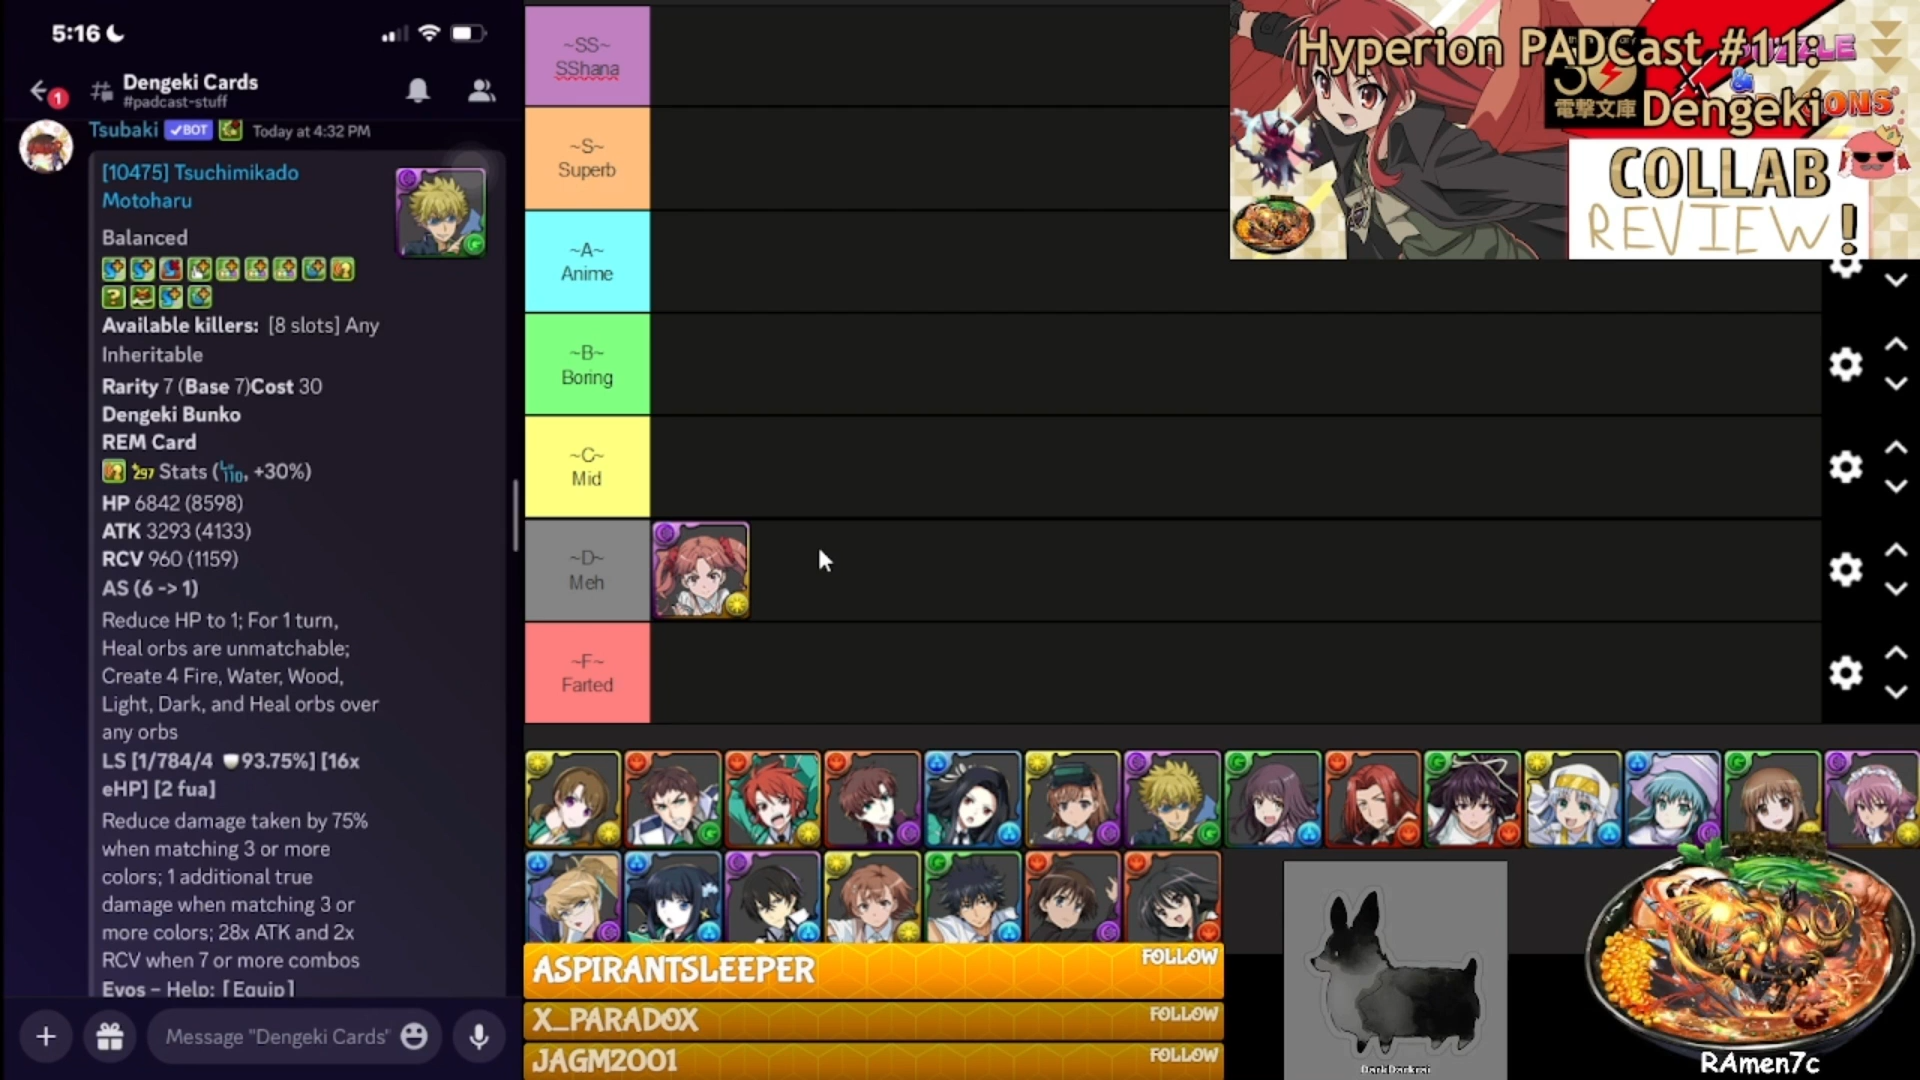 5:16
1
Dengeki Cards
#padcast-stuff
Tsubaki ✓BOT Today at 4:32 PM
[10475] Tsuchimikado
Motoharu
Balanced
Available killers: [8 slots] Any
Inheritable
Rarity 7 (Base 7)Cost 30
Dengeki Bunko
REM Card
+297 Stats (Lv110, +30%)
HP 6842 (8598)
ATK 3293 (4133)
RCV 960 (1159)
AS (6 -> 1)
Reduce HP to 1; For 1 turn,
Heal orbs are unmatchable;
Create 4 Fire, Water, Wood,
Light, Dark, and Heal orbs over
any orbs
LS [1/784/4 93.75%] [16x
eHP] [2 fua]
Reduce damage taken by 75%
when matching 3 or more
colors; 1 additional true
damage when matching 3 or
more colors; 28x ATK and 2x
RCV when 7 or more combos
Evos – Help: [Equip]
Message "Dengeki Cards"
~SS~
SShana
~S~
Superb
~A~
Anime
~B~
Boring
~C~
Mid
~D~
Meh
~F~
Farted
Hyperion PADCast #11:
Dengeki
電撃文庫
COLLAB
REVIEW!
ASPIRANTSLEEPER FOLLOW
X_PARADOX FOLLOW
JAGM2001 FOLLOW
DarkDarkrai
RAmen7c